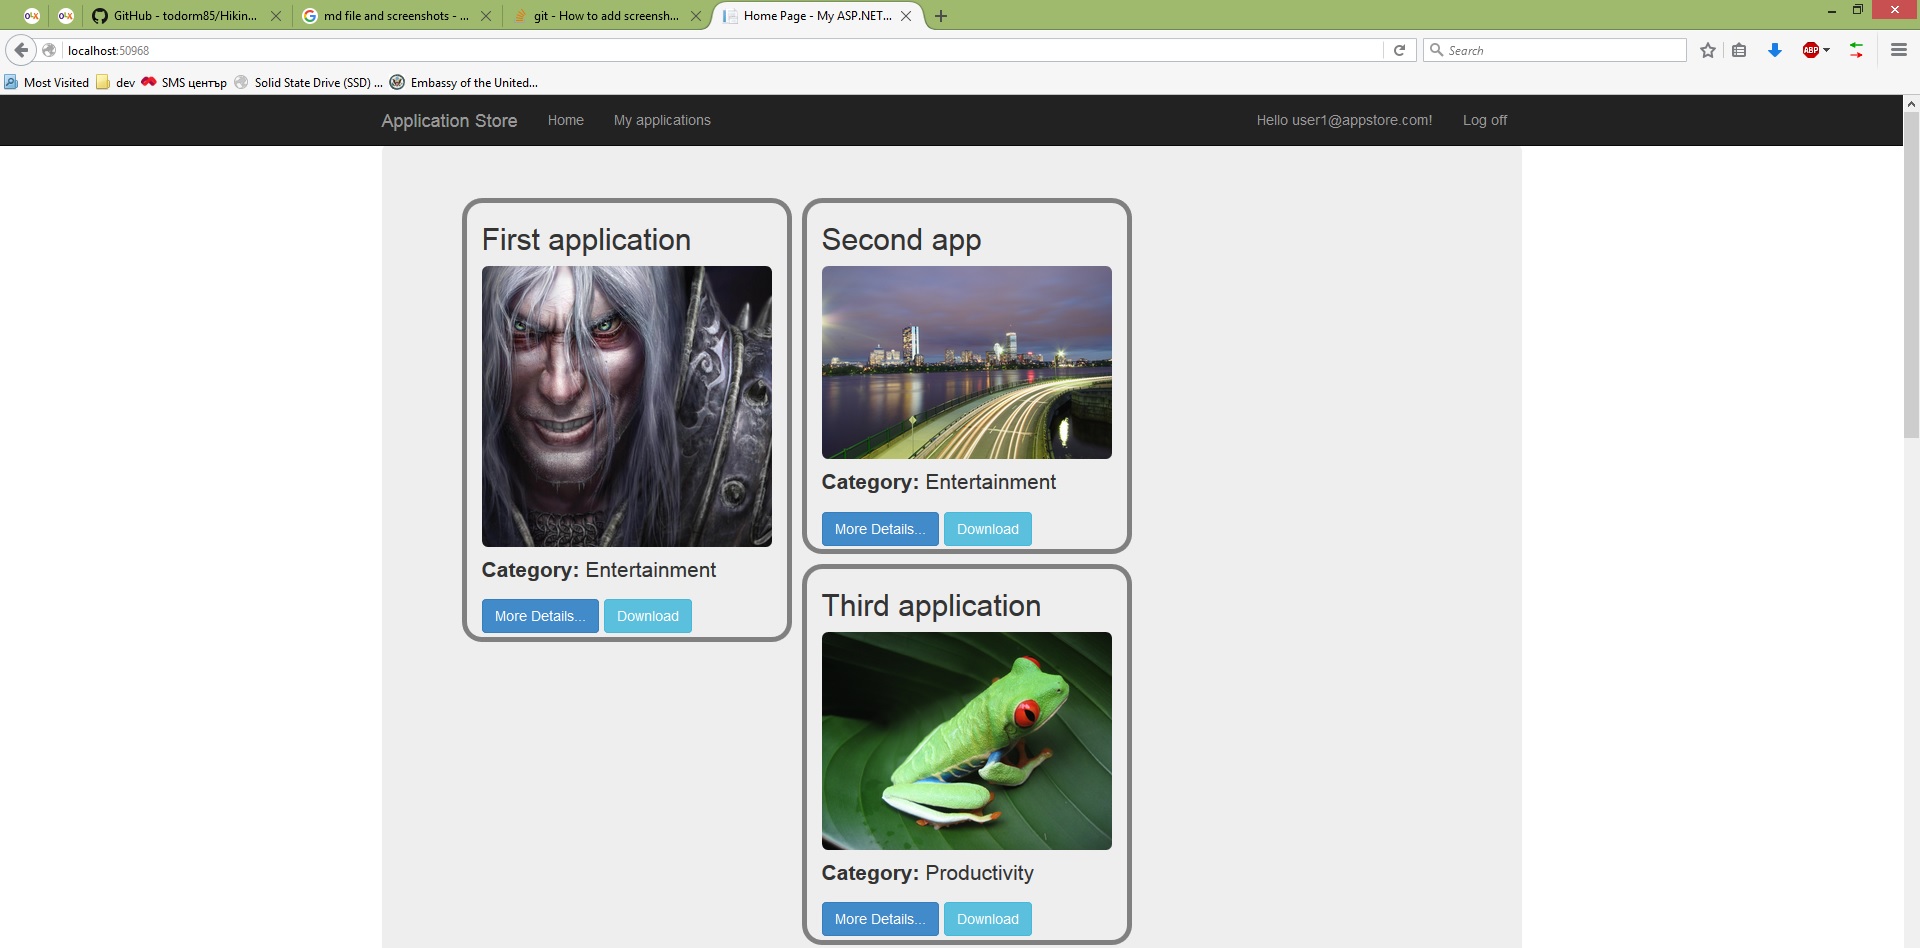 OLX
OLX
GitHub - todorm85/Hikin...
md file and screenshots - ...
git - How to add screensh...
Home Page - My ASP.NET...
localhost:50968
Search
ABP
Most Visited
dev
SMS център
Solid State Drive (SSD) ...
Embassy of the United...
Application Store
Home
My applications
Hello user1@appstore.com!
Log off
First application
Category: Entertainment
More Details...
Download
Second app
Category: Entertainment
More Details...
Download
Third application
Category: Productivity
More Details...
Download